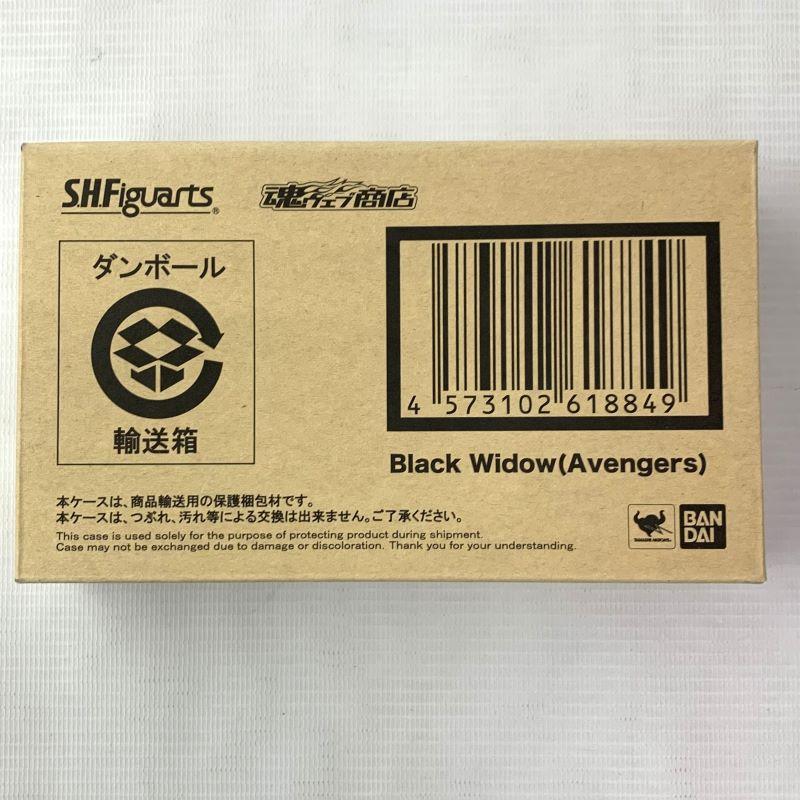 S.H.Figuarts®
魂ウェブ商店
ダンボール
輸送箱
4 573102 618849
Black Widow(Avengers)
本ケースは、商品輸送用の保護梱包材です。
本ケースは、つぶれ、汚れ等による交換は出来ません。ご了承ください。
This case is used solely for the purpose of protecting product during shipment.
Case may not be exchanged due to damage or discoloration. Thank you for your understanding.
TAMASHII NATIONS
BAN
DAI